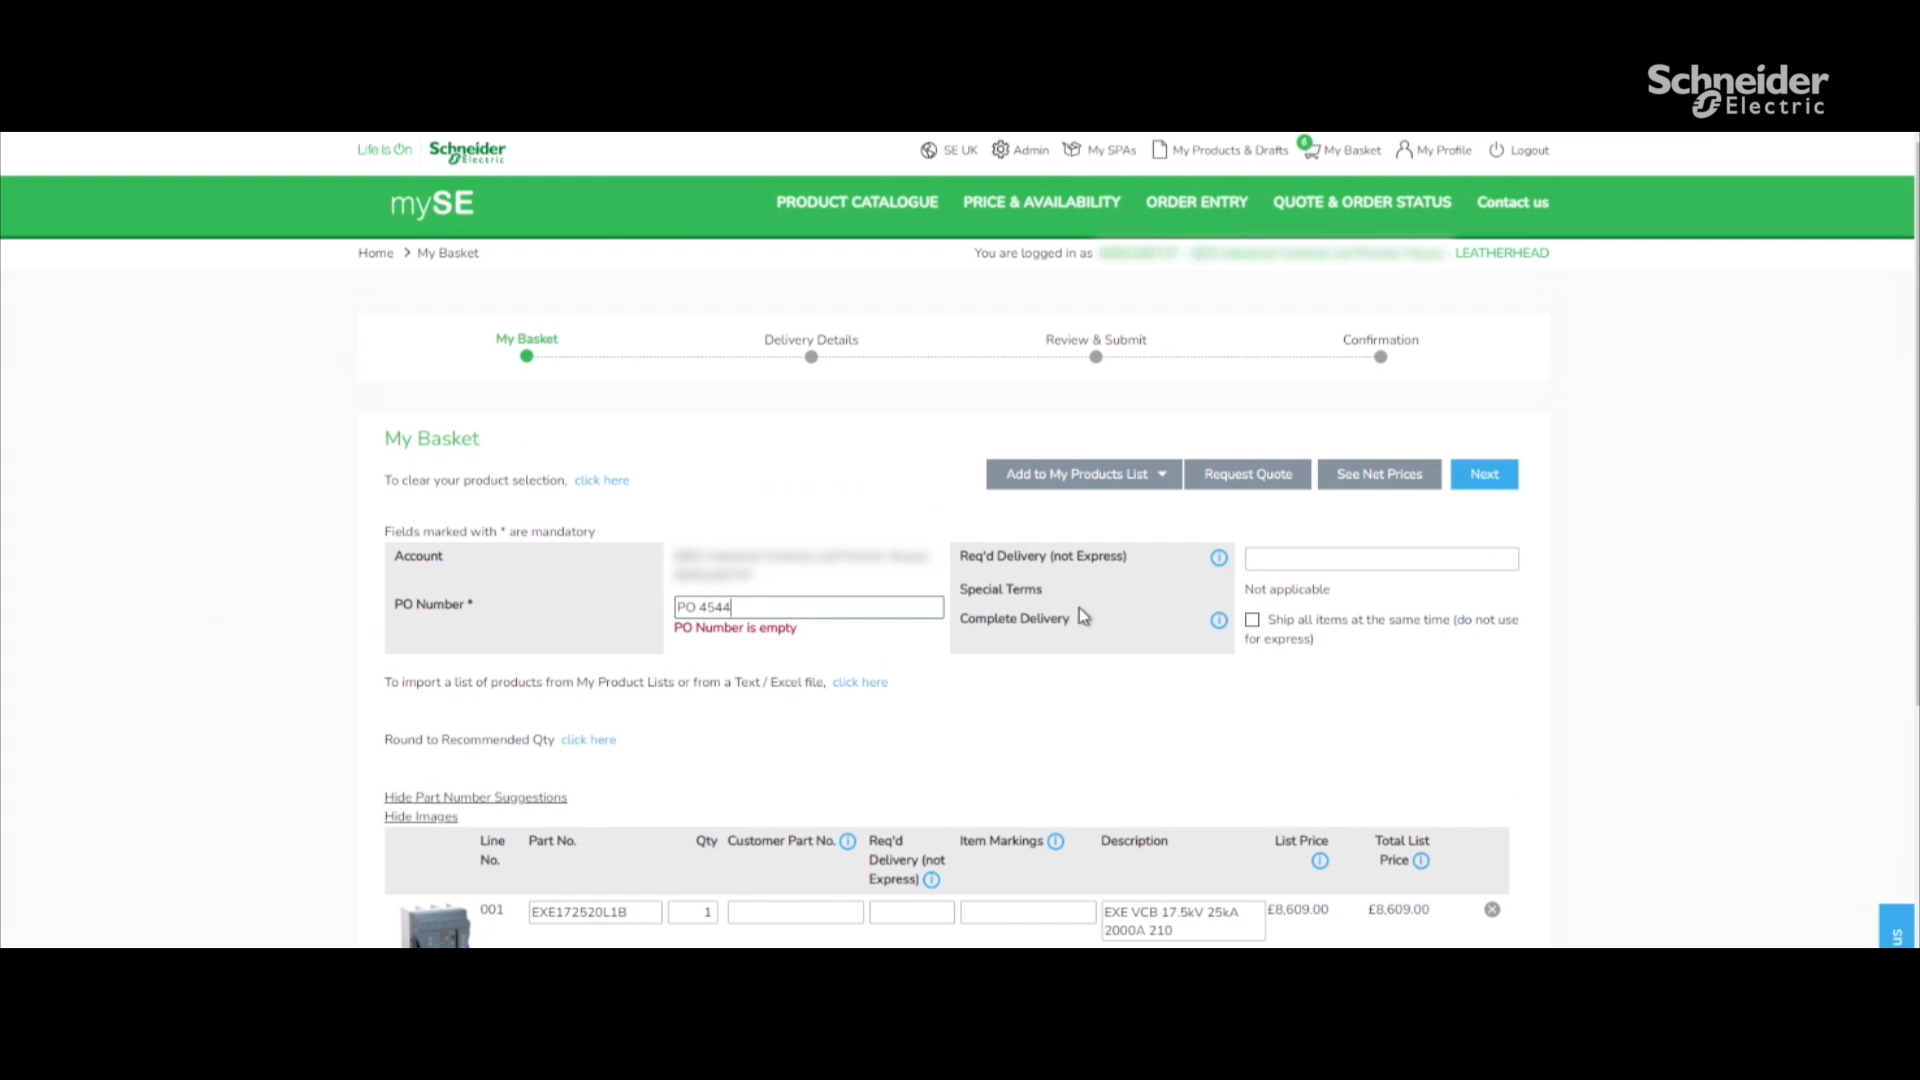 Schneider
Electric
Life Is On
Schneider
Electric
SE UK
Admin
My SPAs
My Products & Drafts
6
My Basket
My Profile
Logout
mySE
PRODUCT CATALOGUE
PRICE & AVAILABILITY
ORDER ENTRY
QUOTE & ORDER STATUS
Contact us
Home > My Basket
You are logged in as
LEATHERHEAD
My Basket
Delivery Details
Review & Submit
Confirmation
My Basket
To clear your product selection, click here
Add to My Products List
Request Quote
See Net Prices
Next
Fields marked with * are mandatory
Account
PO Number *
PO 4544
PO Number is empty
Req'd Delivery (not Express)
Special Terms
Not applicable
Complete Delivery
Ship all items at the same time (do not use
for express)
To import a list of products from My Product Lists or from a Text / Excel file, click here
Round to Recommended Qty click here
Hide Part Number Suggestions
Hide Images
Line
No.
Part No.
Qty
Customer Part No.
Req'd
Delivery (not
Express)
Item Markings
Description
List Price
Total List
Price
001
EXE172520L1B
1
EXE VCB 17.5kV 25kA
2000A 210
£8,609.00
£8,609.00
us